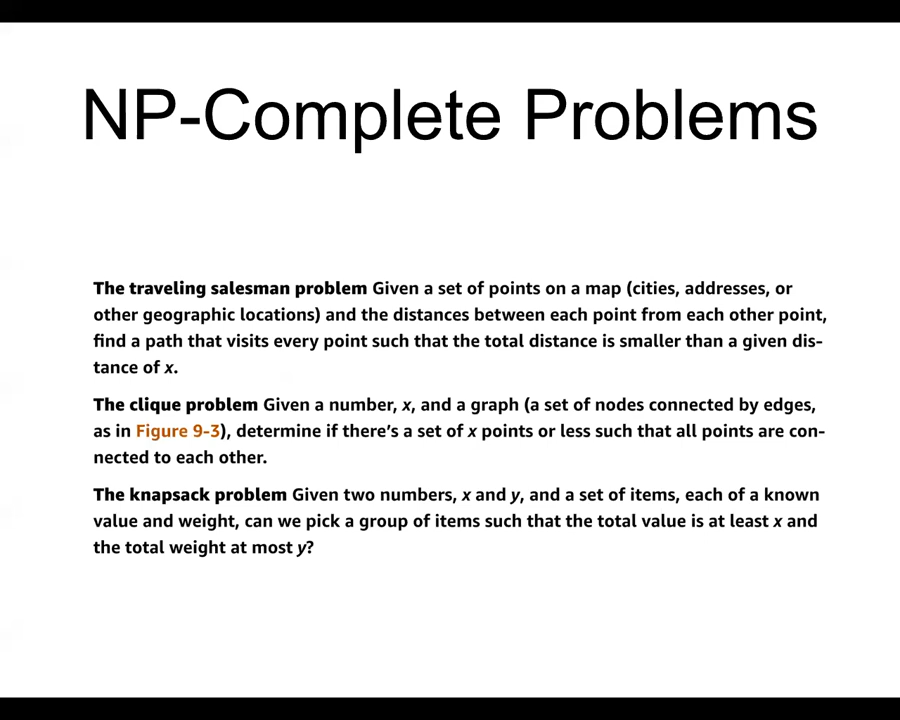 NP-Complete Problems
The traveling salesman problem Given a set of points on a map (cities, addresses, or
other geographic locations) and the distances between each point from each other point,
find a path that visits every point such that the total distance is smaller than a given dis-
tance of x.
The clique problem Given a number, x, and a graph (a set of nodes connected by edges,
as in Figure 9-3), determine if there's a set of x points or less such that all points are con-
nected to each other.
The knapsack problem Given two numbers, x and y, and a set of items, each of a known
value and weight, can we pick a group of items such that the total value is at least x and
the total weight at most y?